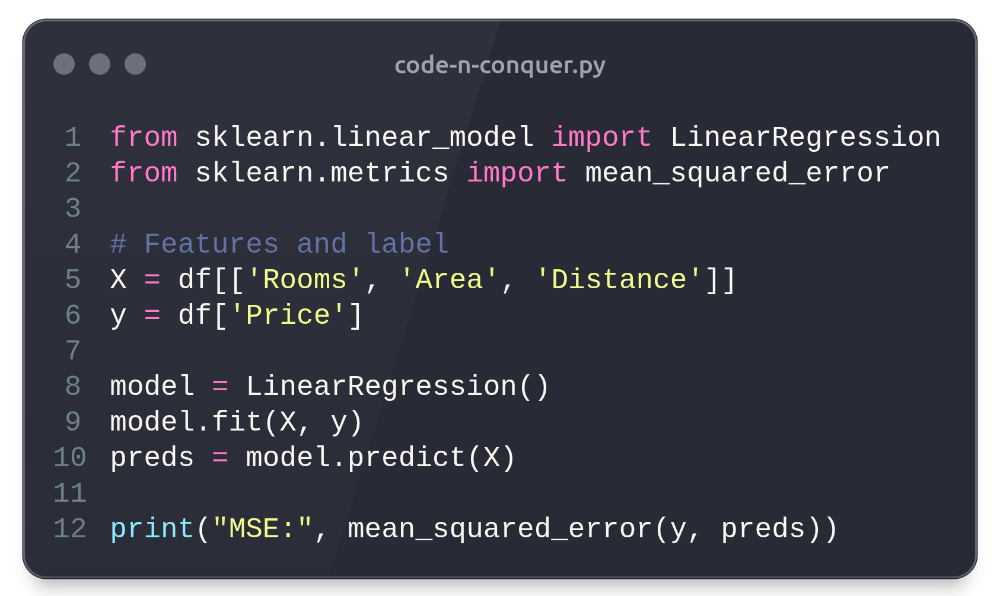 code-n-conquer.py
1 from sklearn.linear_model import LinearRegression
2 from sklearn.metrics import mean_squared_error
3
4 # Features and label
5 X = df[['Rooms', 'Area', 'Distance']]
6 y = df['Price']
7
8 model = LinearRegression()
9 model.fit(X, y)
10 preds = model.predict(X)
11
12 print("MSE:", mean_squared_error(y, preds))